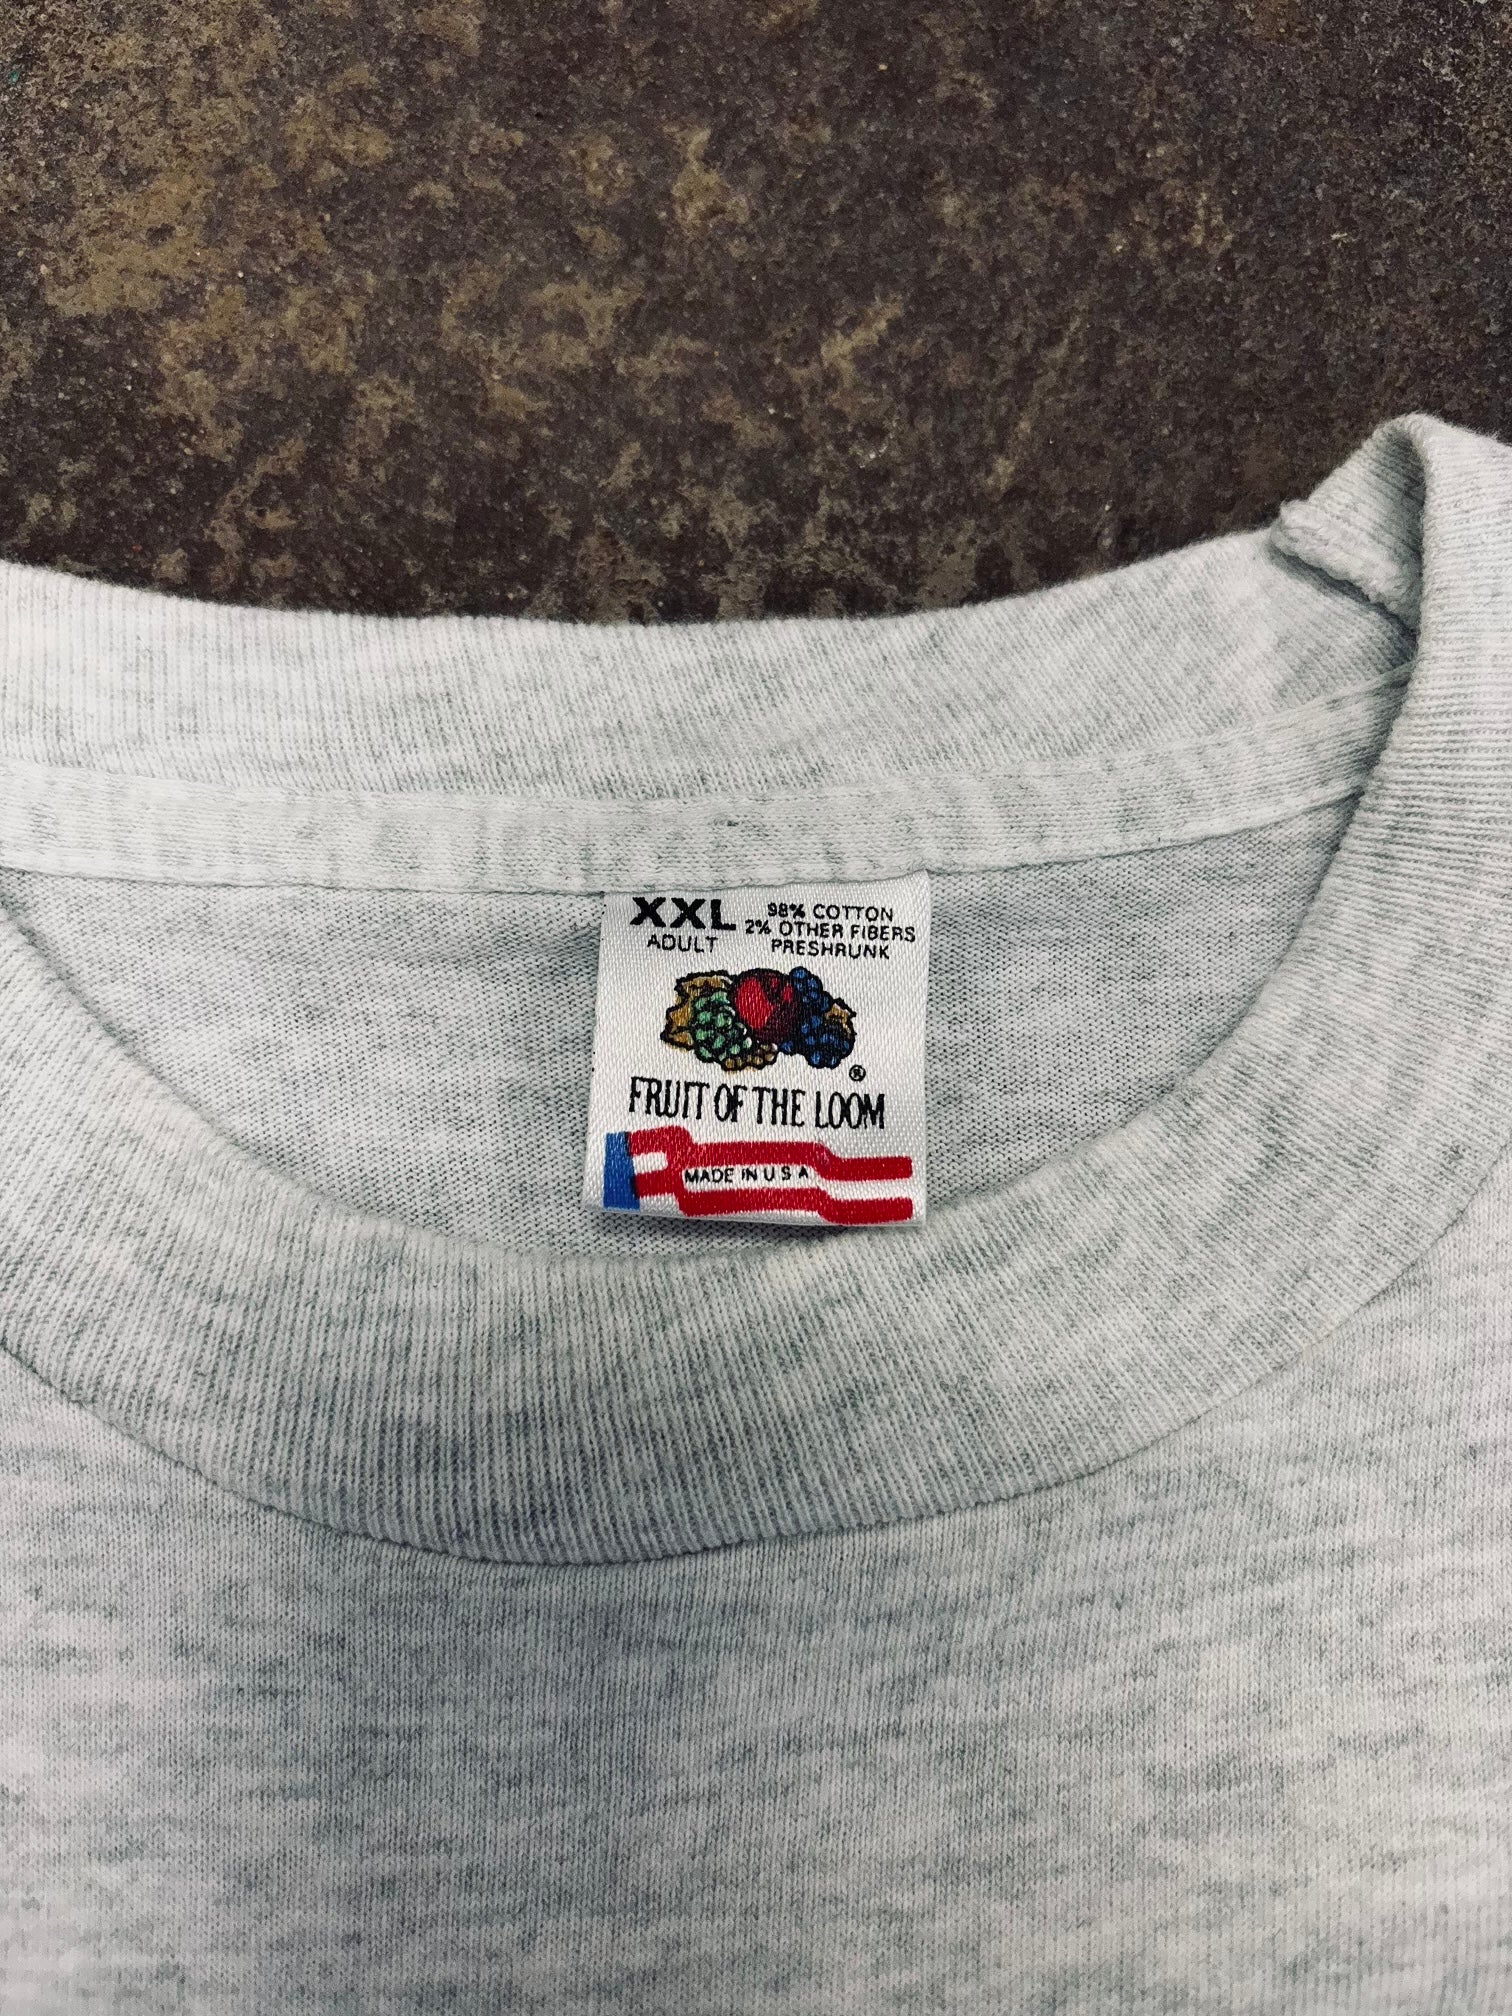 XXL
ADULT
98% COTTON
2% OTHER FIBERS
PRESHRUNK
®
FRUIT OF THE LOOM
MADE IN U S A